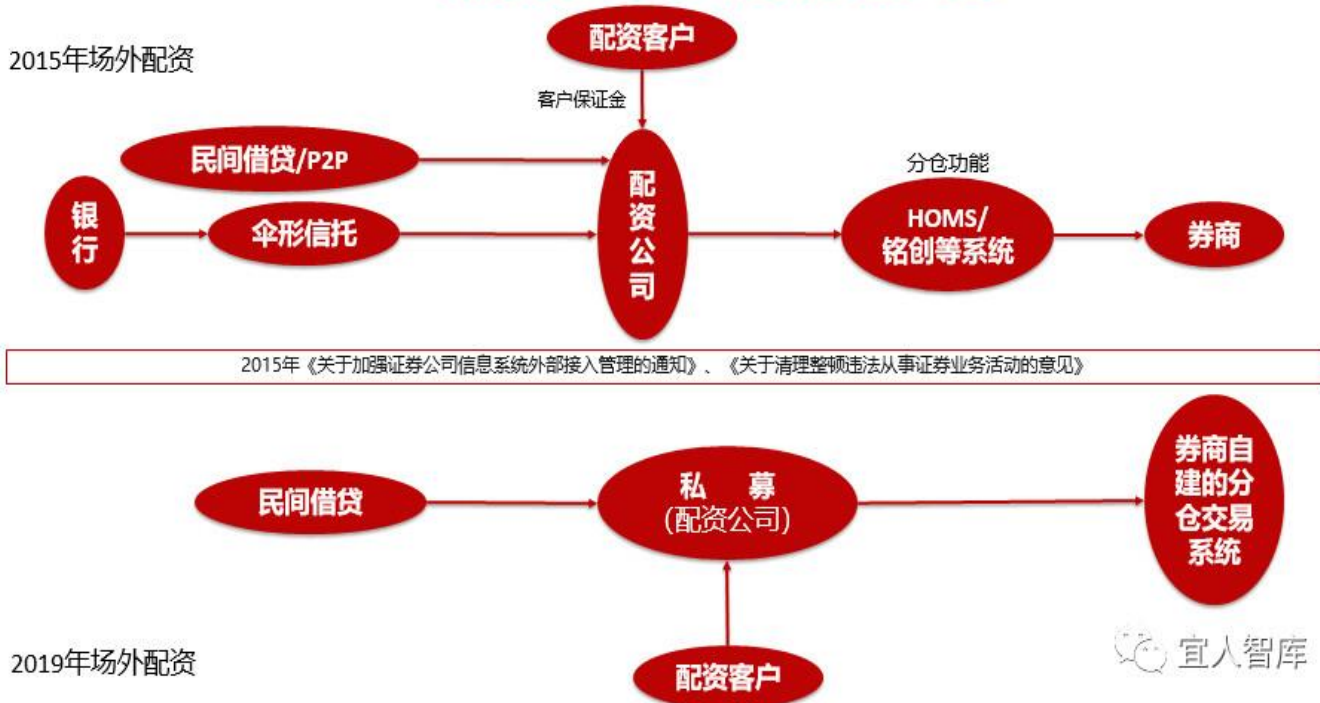 2015年场外配资
配资客户
客户保证金
民间借贷/P2P
银
行
伞形信托
配
资
公
司
分仓功能
HOMS/
铭创等系统
券商
2015年《关于加强证券公司信息系统外部接入管理的通知》、《关于清理整顿违法从事证券业务活动的意见》
民间借贷
私 募
(配资公司)
券商自
建的分
仓交易
系统
2019年场外配资
配资客户
宜人智库